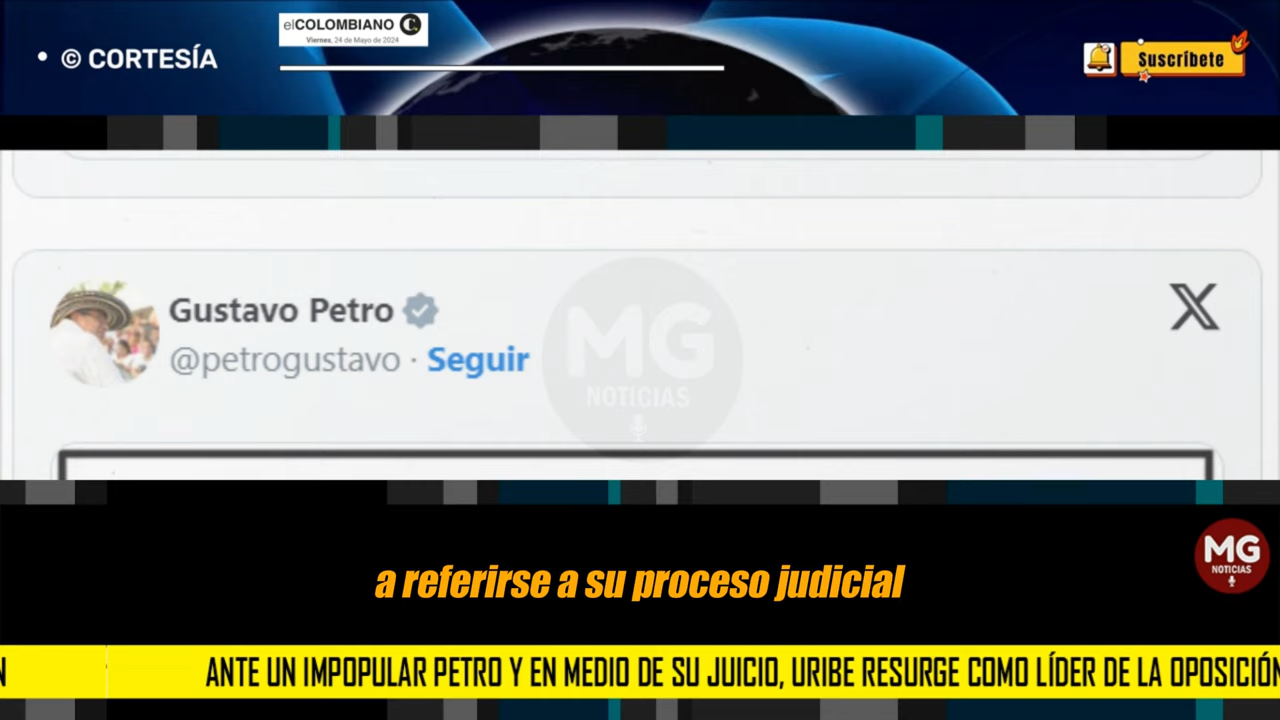 elCOLOMBIANO C.
Viernes, 24 de Mayo de 2024
• © CORTESÍA
Suscríbete
Gustavo Petro
@petrogustavo · Seguir
MG
NOTICIAS
a referirse a su proceso judicial
MG
NOTICIAS
N ANTE UN IMPOPULAR PETRO Y EN MEDIO DE SU JUICIO, URIBE RESURGE COMO LÍDER DE LA OPOSICIÓN